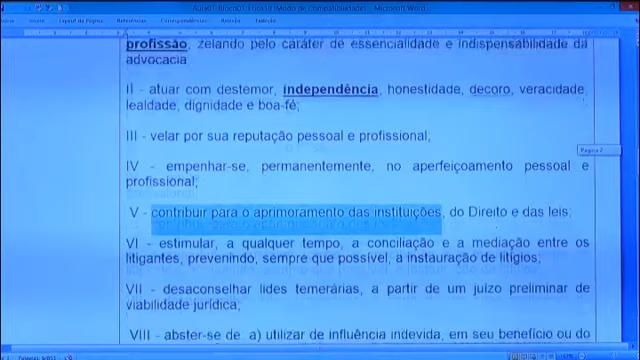 Microsoft Word
profissão, zelando pelo caráter de essencialidade e indispensabilidade da
advocacia
II - atuar com destemor, independência, honestidade, decoro, veracidade,
lealdade, dignidade e boa-fé;
III - velar por sua reputação pessoal e profissional;
IV - empenhar-se, permanentemente, no aperfeiçoamento pessoal e
profissional;
Página 2
V - contribuir para o aprimoramento das instituições, do Direito e das leis;
VI - estimular, a qualquer tempo, a conciliação e a mediação entre os
litigantes, prevenindo, sempre que possível, a instauração de litígios;
VII - desaconselhar lides temerárias, a partir de um juízo preliminar de
viabilidade jurídica;
VIII - abster-se de a) utilizar de influência indevida, em seu benefício ou do